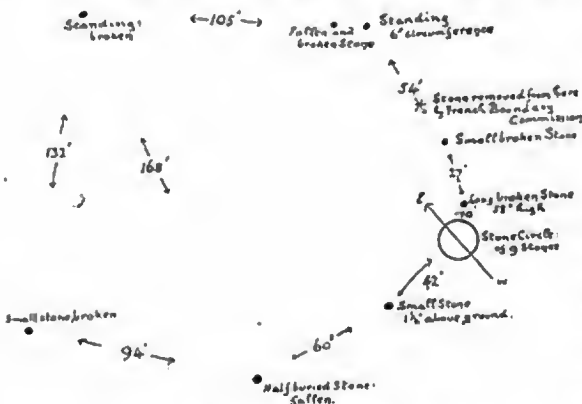 Standing:
broken
105'
Fallen and
broken Stone
Standing
6" circumference
54'
Stone removed from here
by French Boundary
Commission
Small broken Stone
27'
Long broken Stone
58" high
10'
E
Stone Circle:
of 9 Stones
W
132'
168'
42'
Small Stone
1½' above ground.
Small stone, broken
94'
60'
Half buried Stone:
fallen.